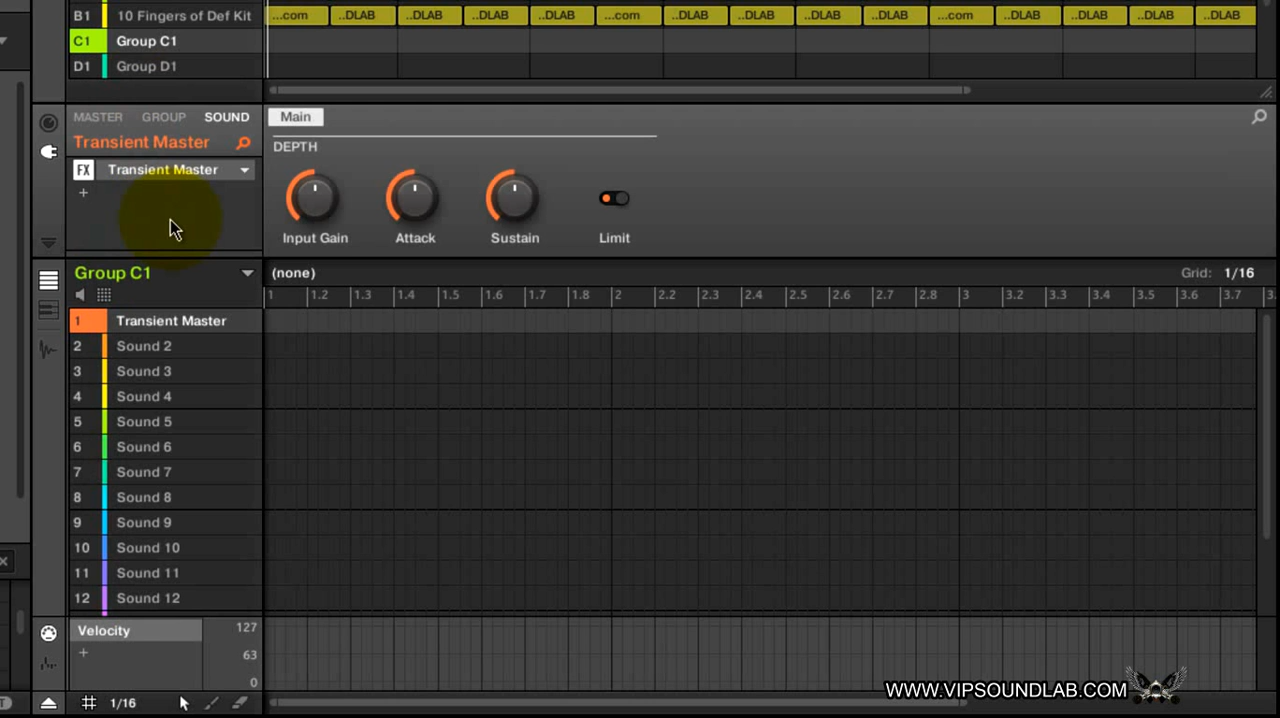 B1 10 Fingers of Def Kit ...com ..DLAB ..DLAB ..DLAB ..DLAB ...com ..DLAB ..DLAB ..DLAB ..DLAB ...com ..DLAB ..DLAB ..DLAB ..DLAB
C1 Group C1
D1 Group D1
MASTER GROUP SOUND Main
Transient Master DEPTH
FX Transient Master
+
Input Gain Attack Sustain Limit
Group C1 (none) Grid: 1/16
1 1.2 1.3 1.4 1.5 1.6 1.7 1.8 2 2.2 2.3 2.4 2.5 2.6 2.7 2.8 3 3.2 3.3 3.4 3.5 3.6 3.7 3.
1 Transient Master
2 Sound 2
3 Sound 3
4 Sound 4
5 Sound 5
6 Sound 6
7 Sound 7
8 Sound 8
9 Sound 9
10 Sound 10
11 Sound 11
12 Sound 12
Velocity 127
+ 63
0
1/16
WWW.VIPSOUNDLAB.COM